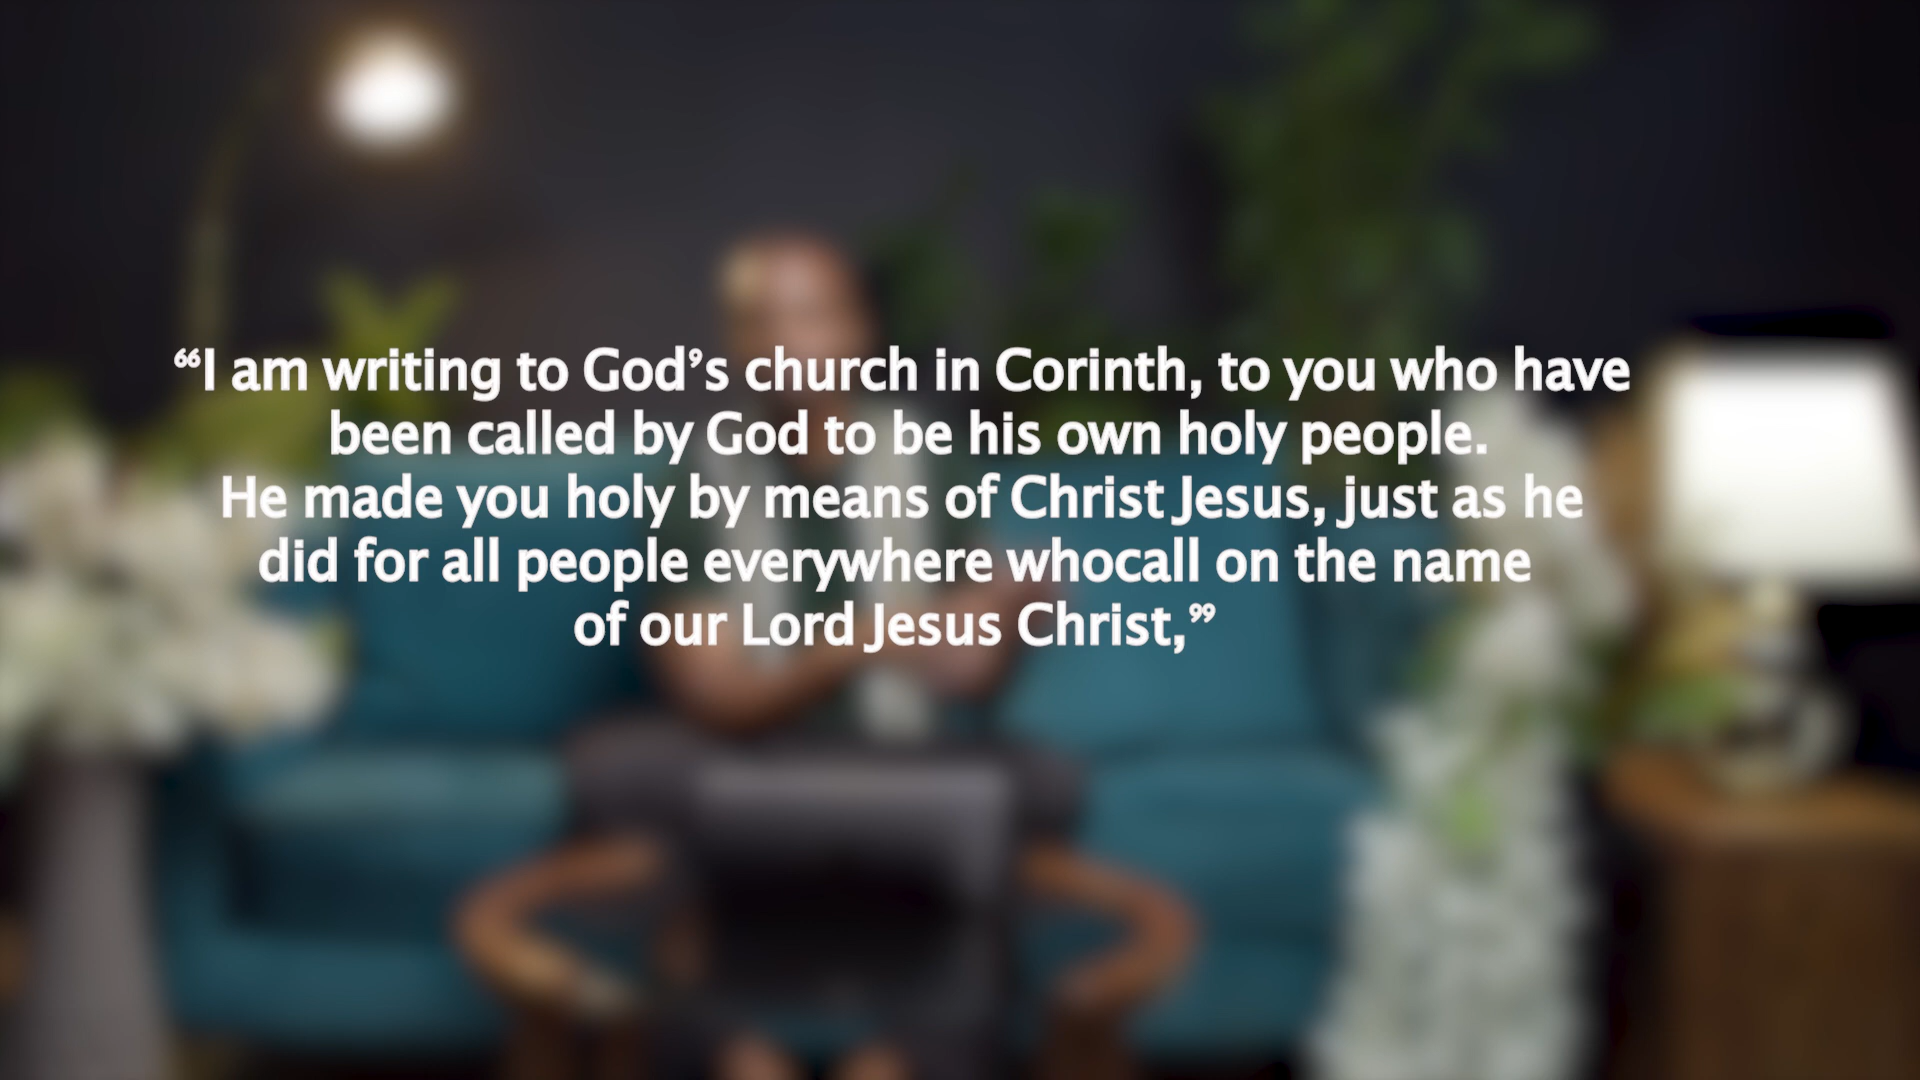 “I am writing to God’s church in Corinth, to you who have
been called by God to be his own holy people.
He made you holy by means of Christ Jesus, just as he
did for all people everywhere whocall on the name
of our Lord Jesus Christ,”